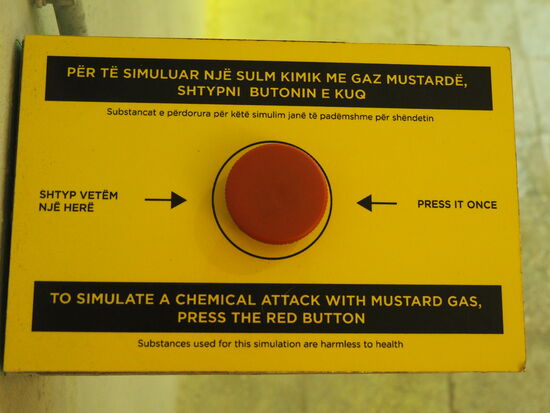 PËR TË SIMULUAR NJË SULM KIMIK ME GAZ MUSTARDË,
SHTYPNI BUTONIN E KUQ
Substancat e përdorura për këtë simulim janë të padëmshme për shëndetin
SHTYP VETËM
NJË HERË
PRESS IT ONCE
TO SIMULATE A CHEMICAL ATTACK WITH MUSTARD GAS,
PRESS THE RED BUTTON
Substances used for this simulation are harmless to health